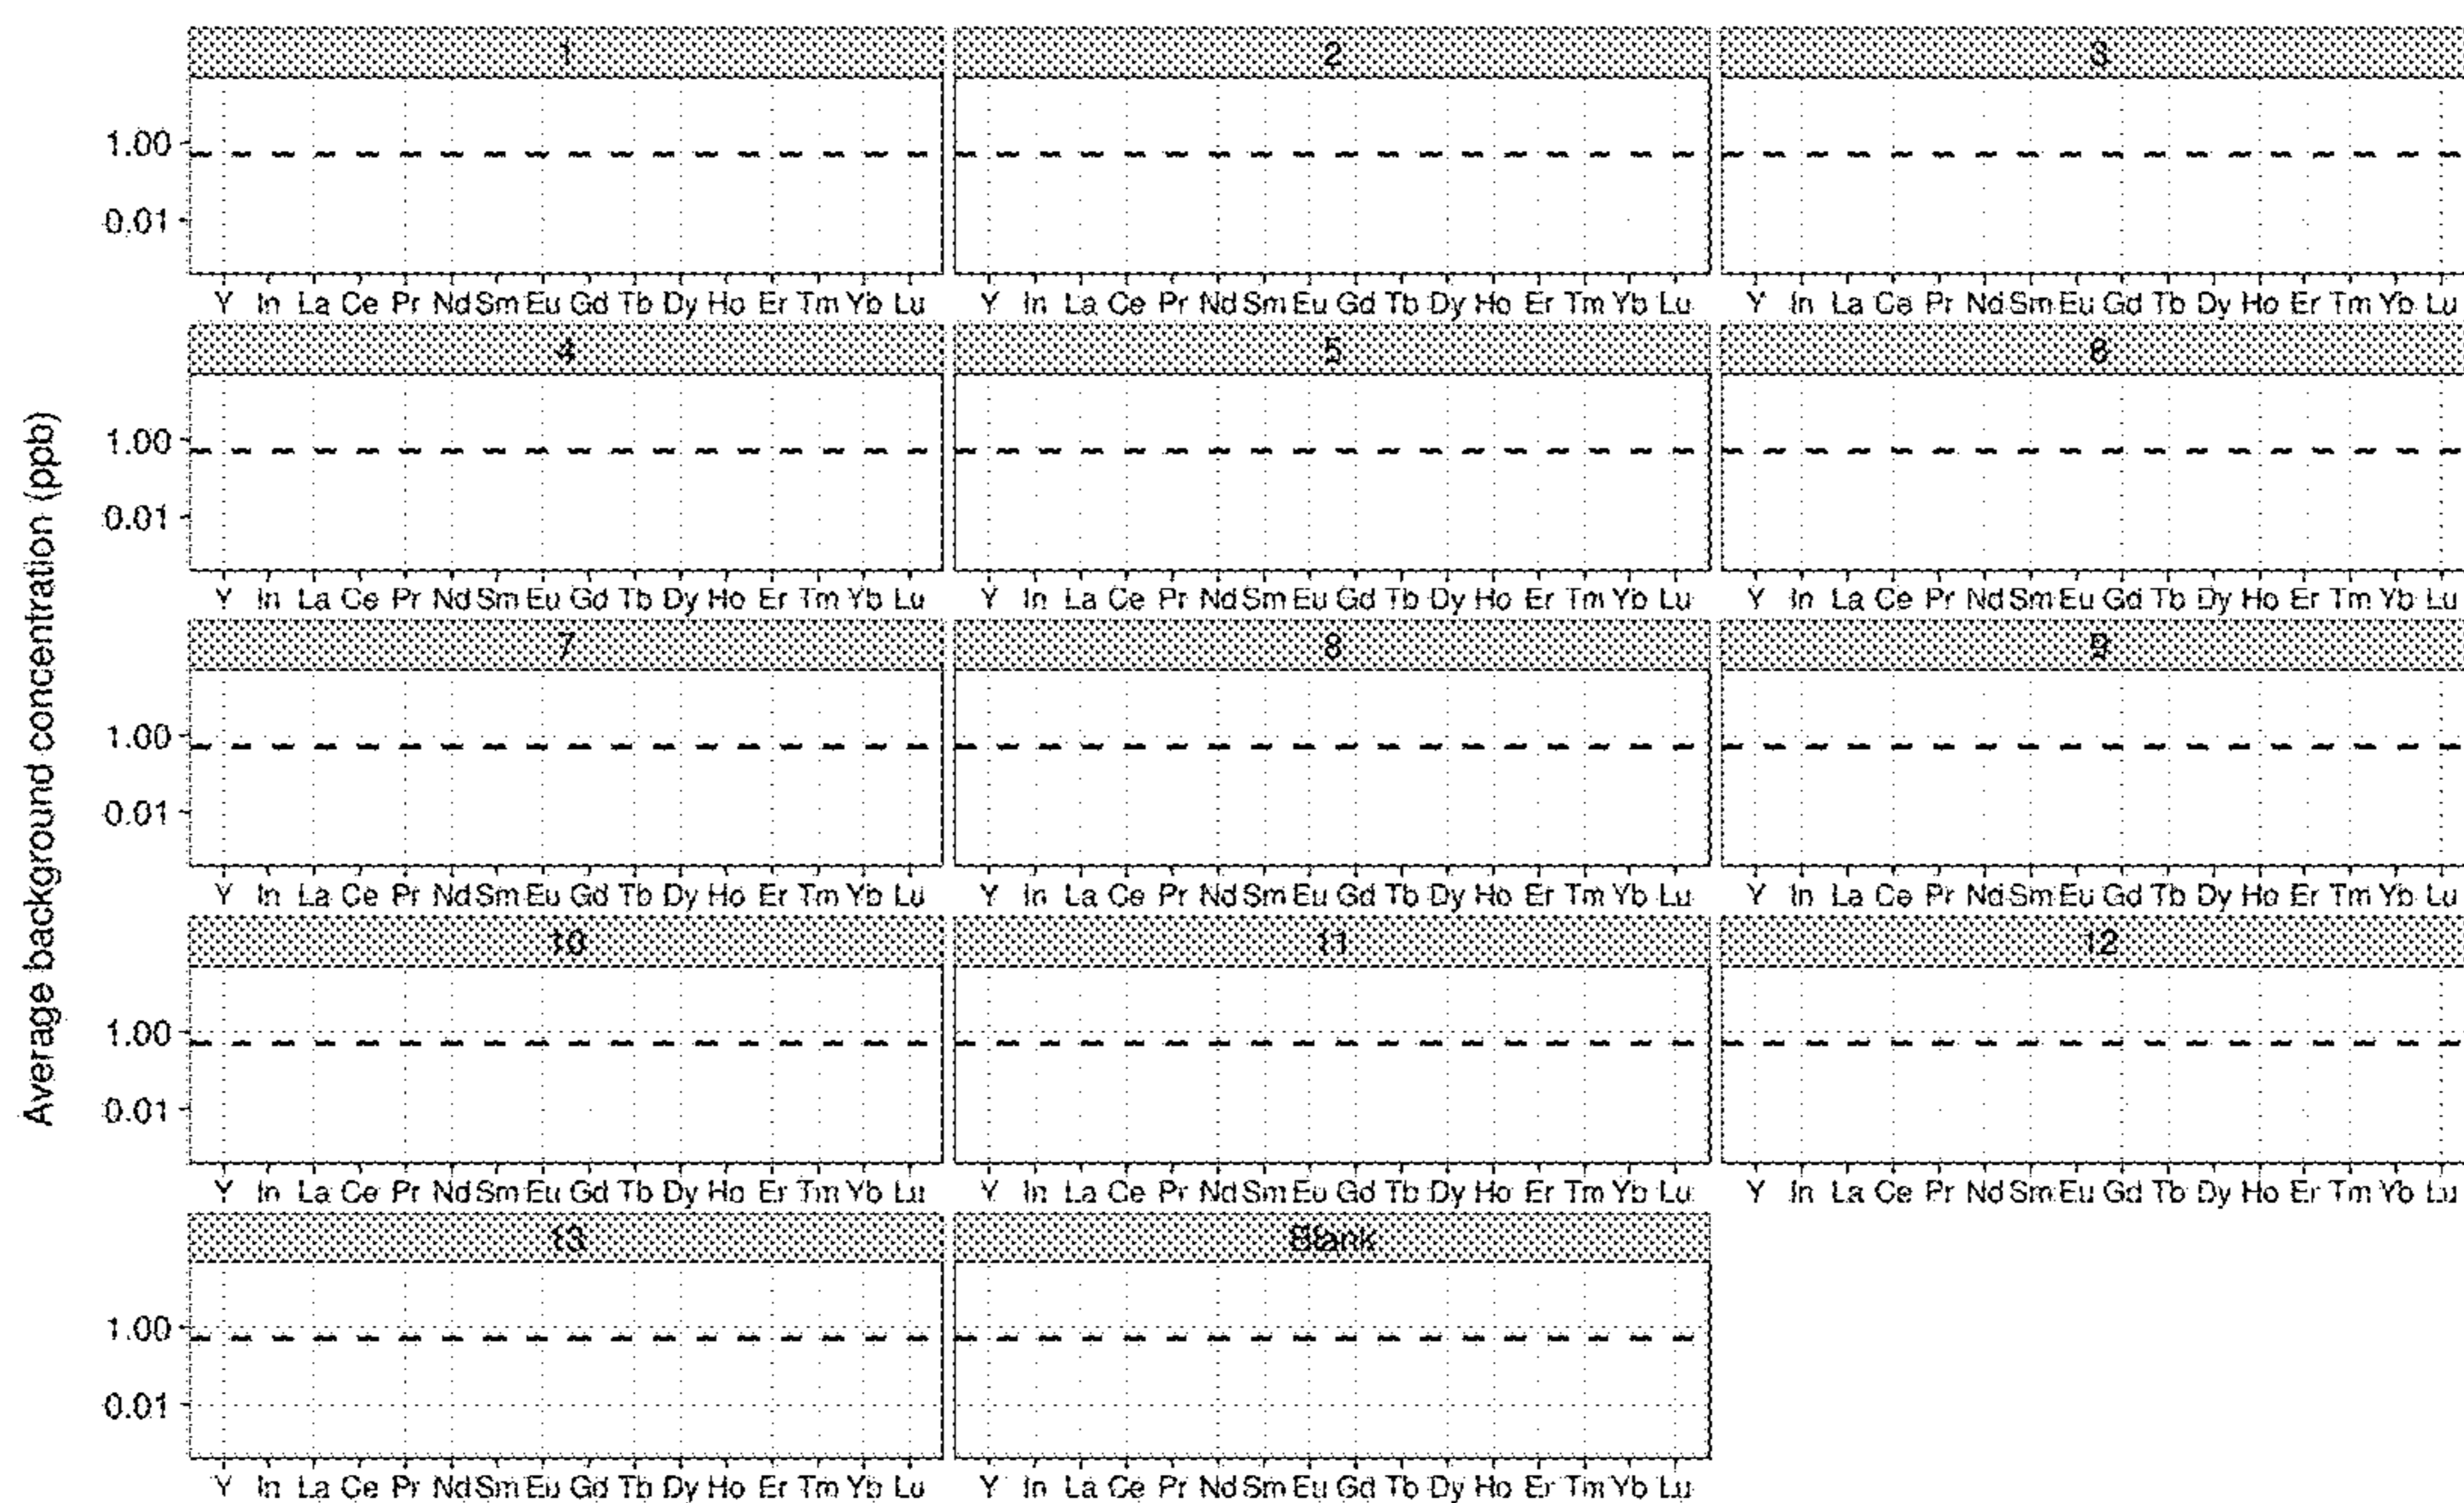 Average background concentration (ppb)
1 2 3
1.00
0.01
Y In La Ce Pr Nd Sm Eu Gd Tb Dy Ho Er Tm Yb Lu Y In La Ce Pr Nd Sm Eu Gd Tb Dy Ho Er Tm Yb Lu Y In La Ce Pr Nd Sm Eu Gd Tb Dy Ho Er Tm Yb Lu
4 5 6
1.00
0.01
Y In La Ce Pr Nd Sm Eu Gd Tb Dy Ho Er Tm Yb Lu Y In La Ce Pr Nd Sm Eu Gd Tb Dy Ho Er Tm Yb Lu Y In La Ce Pr Nd Sm Eu Gd Tb Dy Ho Er Tm Yb Lu
7 8 9
1.00
0.01
Y In La Ce Pr Nd Sm Eu Gd Tb Dy Ho Er Tm Yb Lu Y In La Ce Pr Nd Sm Eu Gd Tb Dy Ho Er Tm Yb Lu Y In La Ce Pr Nd Sm Eu Gd Tb Dy Ho Er Tm Yb Lu
10 11 12
1.00
0.01
Y In La Ce Pr Nd Sm Eu Gd Tb Dy Ho Er Tm Yb Lu Y In La Ce Pr Nd Sm Eu Gd Tb Dy Ho Er Tm Yb Lu Y In La Ce Pr Nd Sm Eu Gd Tb Dy Ho Er Tm Yb Lu
13 Blank
1.00
0.01
Y In La Ce Pr Nd Sm Eu Gd Tb Dy Ho Er Tm Yb Lu Y In La Ce Pr Nd Sm Eu Gd Tb Dy Ho Er Tm Yb Lu